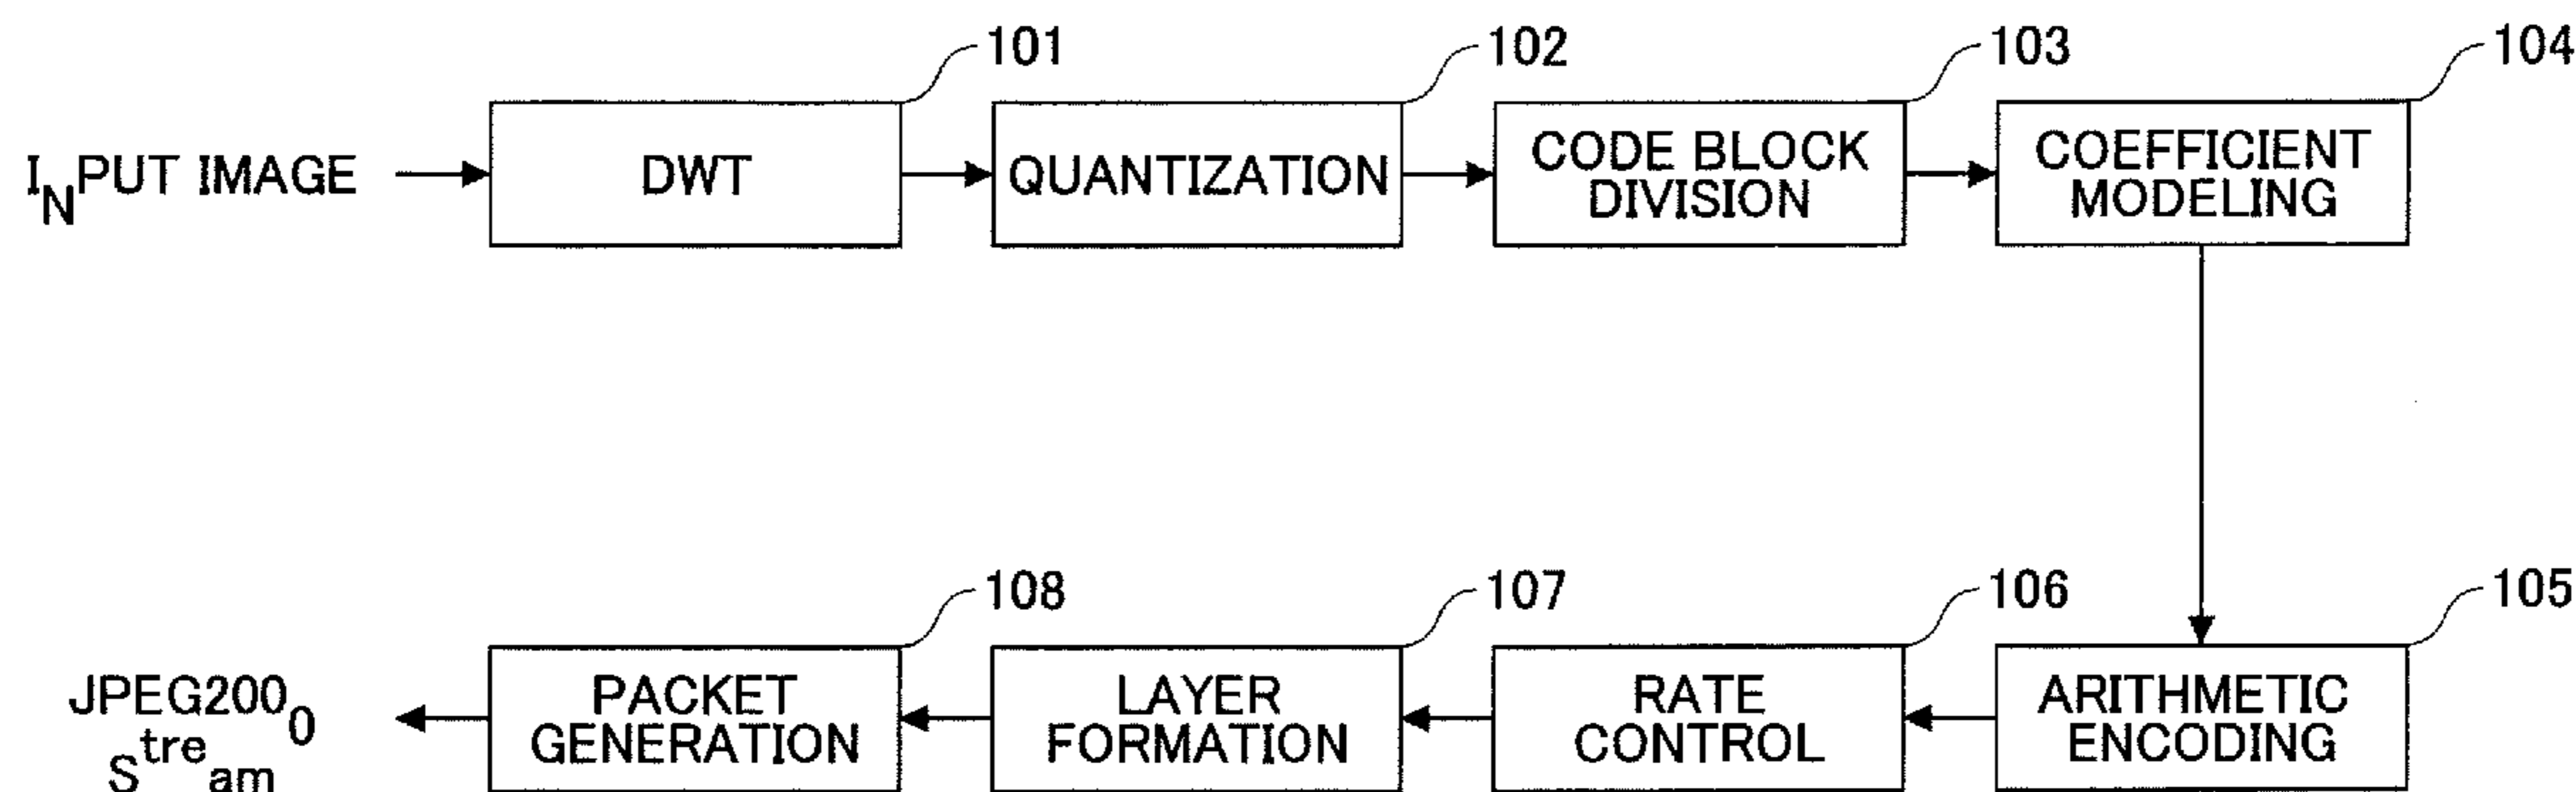 101
102
103
104
INPUT IMAGE
DWT
QUANTIZATION
CODE BLOCK
DIVISION
COEFFICIENT
MODELING
108
107
106
105
JPEG2000
Stream
PACKET
GENERATION
LAYER
FORMATION
RATE
CONTROL
ARITHMETIC
ENCODING